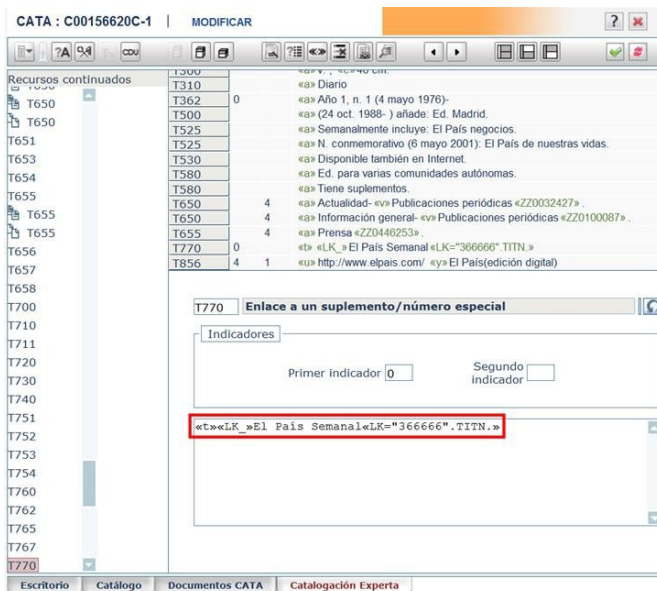 CATA : C00156620C-1 | MODIFICAR
? ×
?A CDU
Recursos continuados
T650
T650
T651
T653
T654
T655
T655
T655
T656
T657
T658
T700
T710
T711
T720
T730
T740
T751
T752
T753
T754
T760
T762
T765
T767
T770
T300 «a» v. ; «c» 46 cm.
T310 «a» Diario
T362 0 «a» Año 1, n. 1 (4 mayo 1976)-
T500 «a» (24 oct. 1988- ) añade: Ed. Madrid.
T525 «a» Semanalmente incluye: El País negocios.
T525 «a» N. conmemorativo (6 mayo 2001): El País de nuestras vidas.
T530 «a» Disponible también en Internet.
T580 «a» Ed. para varias comunidades autónomas.
T580 «a» Tiene suplementos.
T650 4 «a» Actualidad- «v» Publicaciones periódicas «ZZ0032427» .
T650 4 «a» Información general- «v» Publicaciones periódicas «ZZ0100087» .
T655 4 «a» Prensa «ZZ0446253» .
T770 0 «t» «LK_» El País Semanal «LK="366666".TITN.»
T856 4 1 «u» http://www.elpais.com/ «y» El País(edición digital)
T770 Enlace a un suplemento/número especial
Indicadores
Primer indicador 0
Segundo
indicador
«t»«LK_»El País Semanal«LK="366666".TITN.»
Escritorio Catálogo Documentos CATA Catalogación Experta